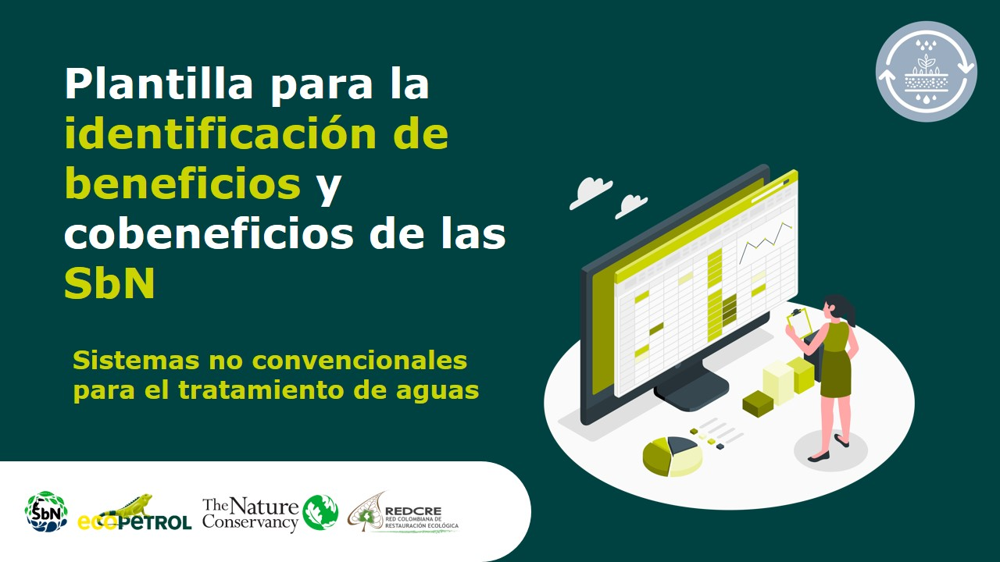 Plantilla para la
identificación de
beneficios y
cobeneficios de las
SbN
Sistemas no convencionales
para el tratamiento de aguas
SbN
ecoPETROL
The Nature
Conservancy
REDCRE
RED COLOMBIANA DE
RESTAURACIÓN ECOLÓGICA